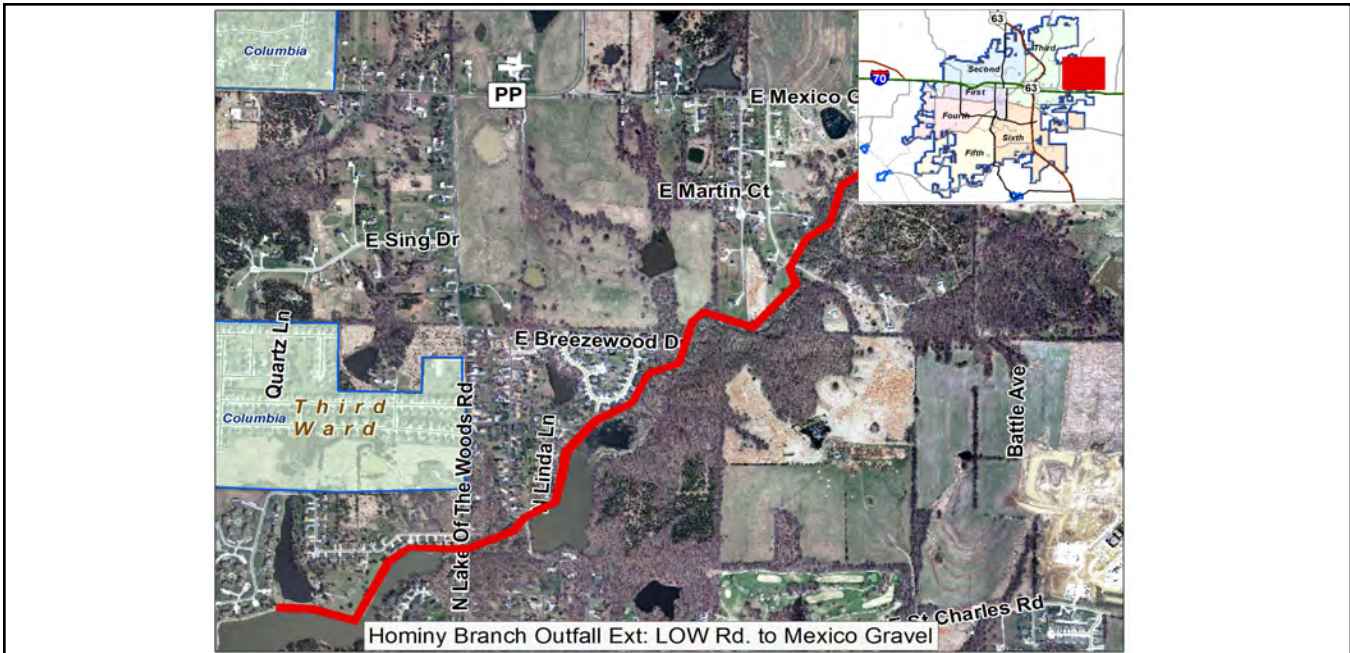 Columbia
PP
E Mexico G
E Martin Ct
E Sing Dr
E Breezewood Dr
Quartz Ln
Third
Ward
Columbia
N Lake Of The Woods Rd
N Linda Ln
Battle Ave
St Charles Rd
Hominy Branch Outfall Ext: LOW Rd. to Mexico Gravel
63
Third
Second
70
63
First
Fourth
Sixth
Fifth